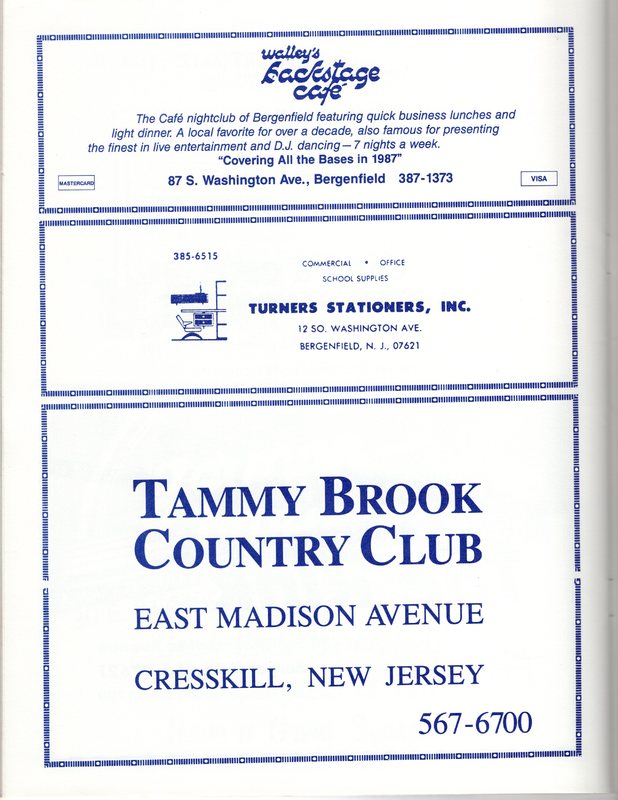 walley's
backstage
café
The Café nightclub of Bergenfield featuring quick business lunches and
light dinner. A local favorite for over a decade, also famous for presenting
the finest in live entertainment and D.J. dancing—7 nights a week.
"Covering All the Bases in 1987"
MASTERCARD
87 S. Washington Ave., Bergenfield 387-1373
VISA
385-6515
COMMERCIAL * OFFICE
SCHOOL SUPPLIES
TURNERS STATIONERS, INC.
12 SO. WASHINGTON AVE.
BERGENFIELD, N. J., 07621
TAMMY BROOK
COUNTRY CLUB
EAST MADISON AVENUE
CRESSKILL, NEW JERSEY
567-6700